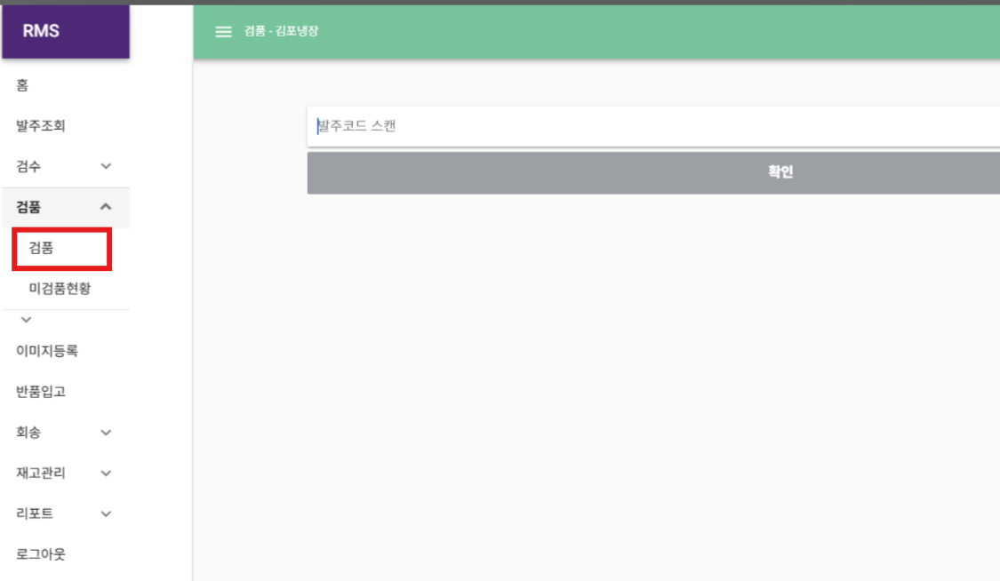 RMS
홈
발주조회
검수
검품
검품
미검품현황
이미지등록
반품입고
회송
재고관리
리포트
로그아웃
검품 - 김포냉장
발주코드 스캔
확인